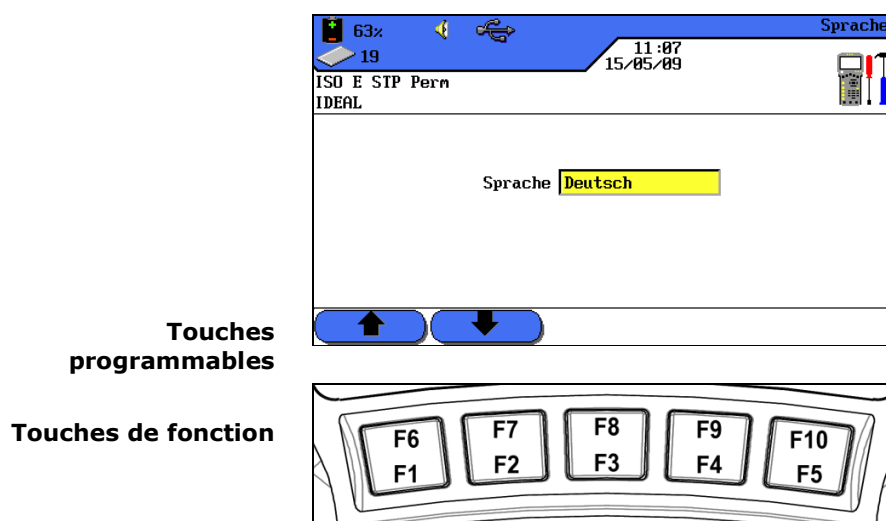 63% Sprache
19 11:07
15/05/09
ISO E STP Perm
IDEAL
Sprache Deutsch
Touches
programmables
Touches de fonction
F6 F7 F8 F9 F10
F1 F2 F3 F4 F5